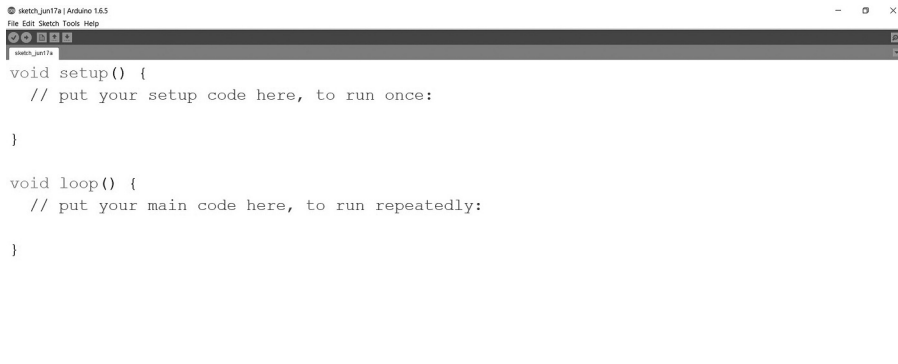 sketch_jun17a | Arduino 1.6.5
File Edit Sketch Tools Help
sketch_jun17a
void setup() {
  // put your setup code here, to run once:
}
void loop() {
  // put your main code here, to run repeatedly:
}